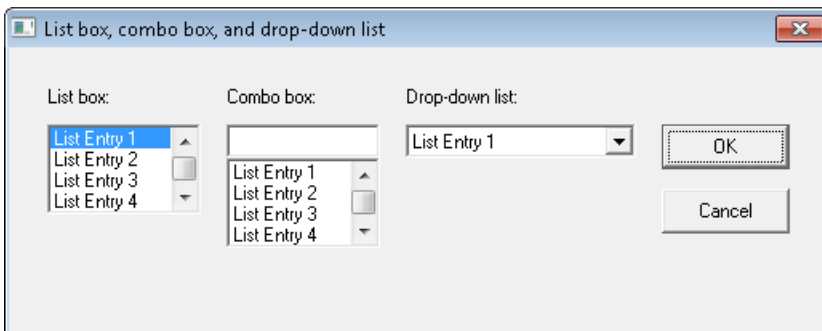 List box, combo box, and drop-down list
List box:
Combo box:
Drop-down list:
List Entry 1
List Entry 2
List Entry 3
List Entry 4
List Entry 1
List Entry 2
List Entry 3
List Entry 4
List Entry 1
OK
Cancel